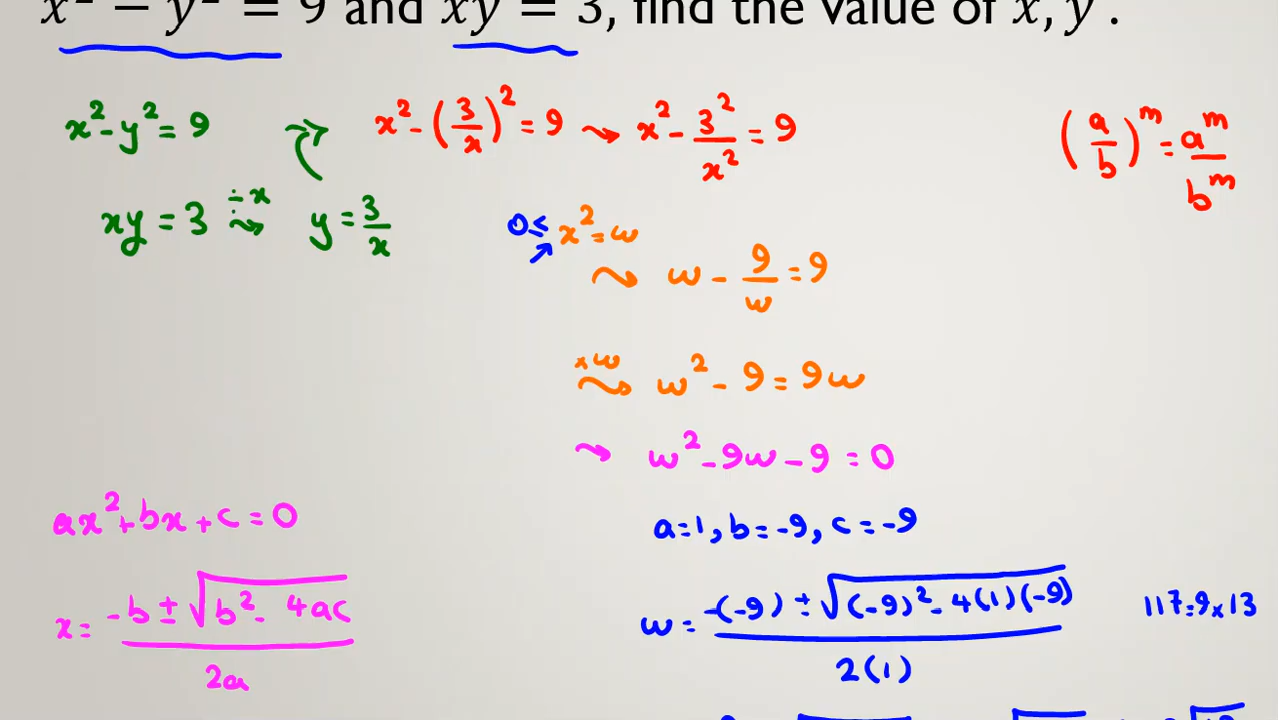 x² − y² = 9 and xy = 3, find the value of x, y .
x² - y² = 9
x² - (3/x)² = 9 ⇝ x² - 3²/x² = 9
(a/b)^m = a^m/b^m
xy = 3 ÷x ⇝ y = 3/x
0 ≤ x² = w
⇝ w - 9/w = 9
×w ⇝ w² - 9 = 9w
⇝ w² - 9w - 9 = 0
ax² + bx + c = 0
a = 1, b = -9, c = -9
x = (-b ± √(b² - 4ac))/2a
w = (-(-9) ± √((-9)² - 4(1)(-9)))/2(1)
117 = 9 × 13